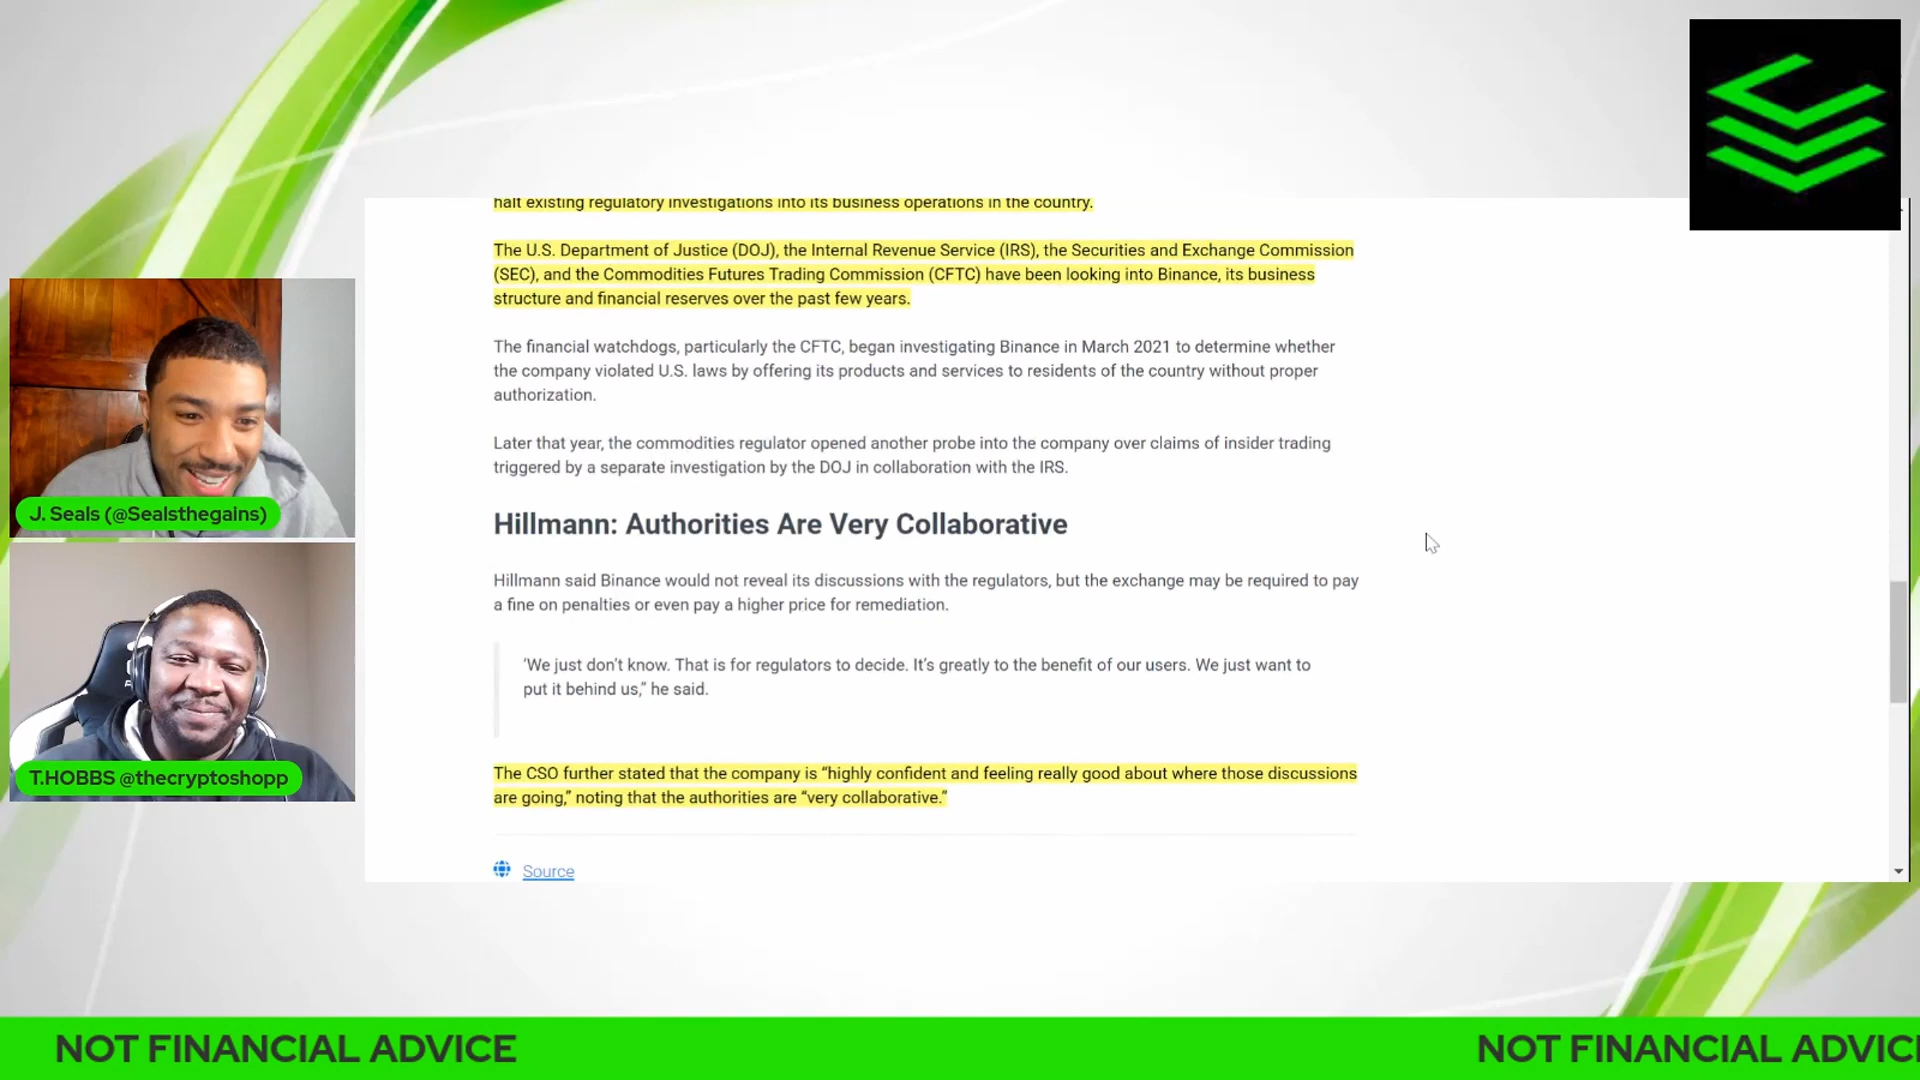 halt existing regulatory investigations into its business operations in the country.
The U.S. Department of Justice (DOJ), the Internal Revenue Service (IRS), the Securities and Exchange Commission
(SEC), and the Commodities Futures Trading Commission (CFTC) have been looking into Binance, its business
structure and financial reserves over the past few years.
The financial watchdogs, particularly the CFTC, began investigating Binance in March 2021 to determine whether
the company violated U.S. laws by offering its products and services to residents of the country without proper
authorization.
Later that year, the commodities regulator opened another probe into the company over claims of insider trading
triggered by a separate investigation by the DOJ in collaboration with the IRS.
Hillmann: Authorities Are Very Collaborative
Hillmann said Binance would not reveal its discussions with the regulators, but the exchange may be required to pay
a fine on penalties or even pay a higher price for remediation.
‘We just don’t know. That is for regulators to decide. It’s greatly to the benefit of our users. We just want to
put it behind us,” he said.
The CSO further stated that the company is “highly confident and feeling really good about where those discussions
are going,” noting that the authorities are “very collaborative.”
Source
J. Seals (@Sealsthegains)
T.HOBBS @thecryptoshopp
NOT FINANCIAL ADVICE
NOT FINANCIAL ADVIC